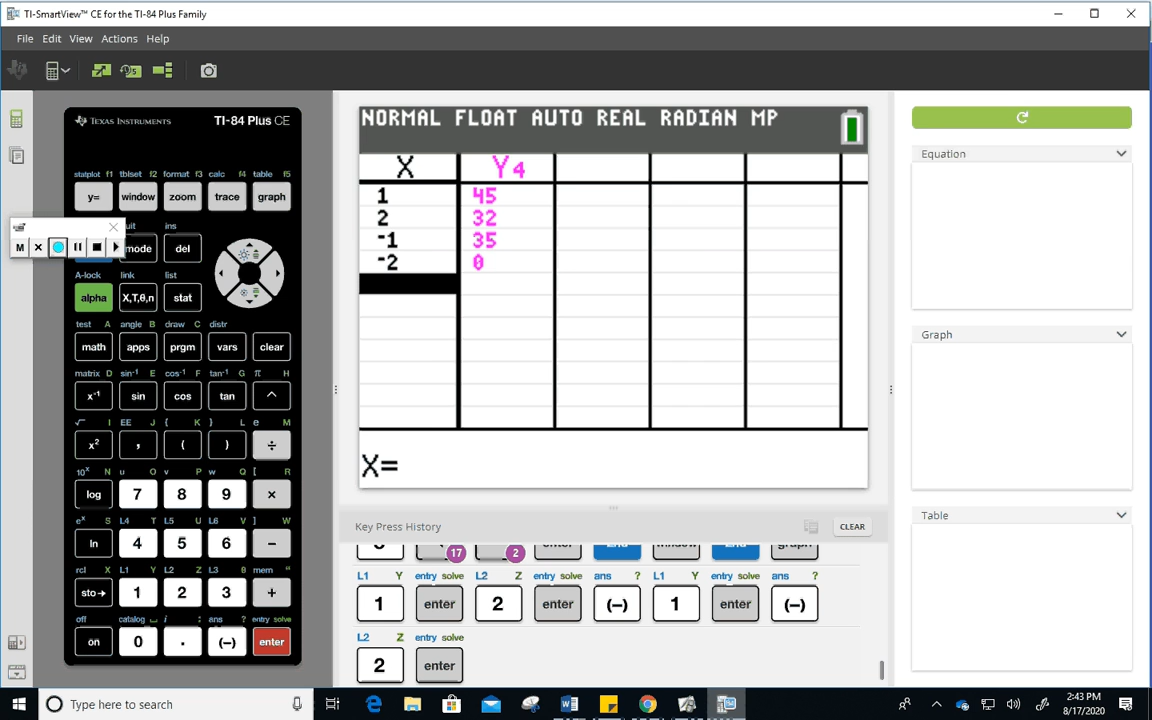 TI-SmartView™ CE for the TI-84 Plus Family
File Edit View Actions Help
TEXAS INSTRUMENTS TI-84 Plus CE
statplot f1 tblset f2 format f3 calc f4 table f5
y= window zoom trace graph
uit ins
mode del
A-lock link list
alpha X,T,θ,n stat
test A angle B draw C distr
math apps prgm vars clear
matrix D sin⁻¹ E cos⁻¹ F tan⁻¹ G π H
x⁻¹ sin cos tan ^
√ I EE J { K } L e M
x² , ( ) ÷
10ˣ N u O v P w Q [ R
log 7 8 9 ×
eˣ S L4 T L5 U L6 V ] W
ln 4 5 6 −
rcl X L1 Y L2 Z L3 θ mem "
sto→ 1 2 3 +
off catalog i : ans ? entry solve
on 0 . (−) enter
M
NORMAL FLOAT AUTO REAL RADIAN MP
X Y4
1 45
2 32
-1 35
-2 0
X=
Key Press History CLEAR
17 2
L1 Y entry solve L2 Z entry solve ans ? L1 Y entry solve ans ?
1 enter 2 enter (−) 1 enter (−)
L2 Z entry solve
2 enter
Equation
Graph
Table
Type here to search
2:43 PM
8/17/2020